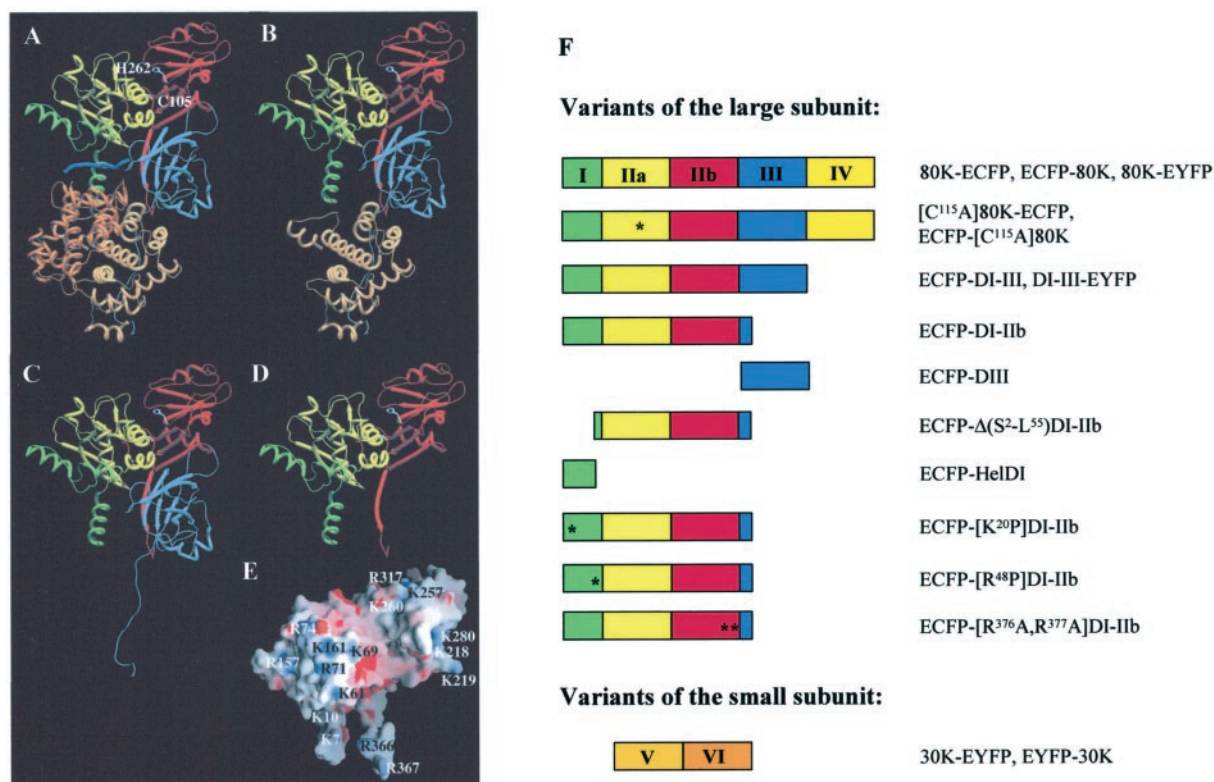 A
B
H262
C105
C
D
E
R317
K257
K260
R74
K280
K161
K69
K218
R157
R71
K219
K61
K10
K7
R366
R367
F
Variants of the large subunit:
I IIa IIb III IV 80K-ECFP, ECFP-80K, 80K-EYFP
* [C¹¹⁵A]80K-ECFP,
ECFP-[C¹¹⁵A]80K
ECFP-DI-III, DI-III-EYFP
ECFP-DI-IIb
ECFP-DIII
ECFP-Δ(S²-L⁵⁵)DI-IIb
ECFP-HelDI
* ECFP-[K²⁰P]DI-IIb
* ECFP-[R⁴⁸P]DI-IIb
** ECFP-[R³⁷⁶A,R³⁷⁷A]DI-IIb
Variants of the small subunit:
V VI 30K-EYFP, EYFP-30K